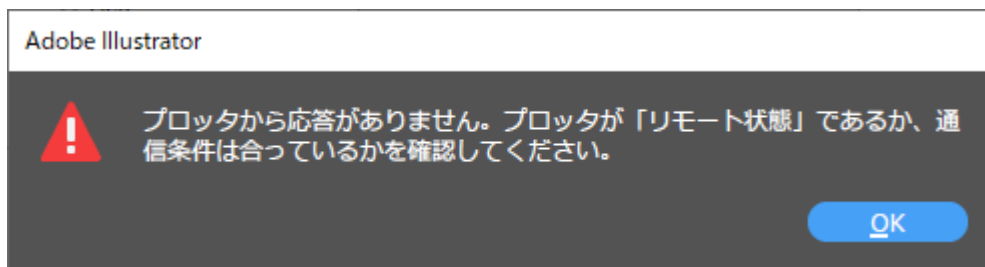 Adobe Illustrator
プロッタから応答がありません。プロッタが「リモート状態」であるか、通
信条件は合っているかを確認してください。
OK